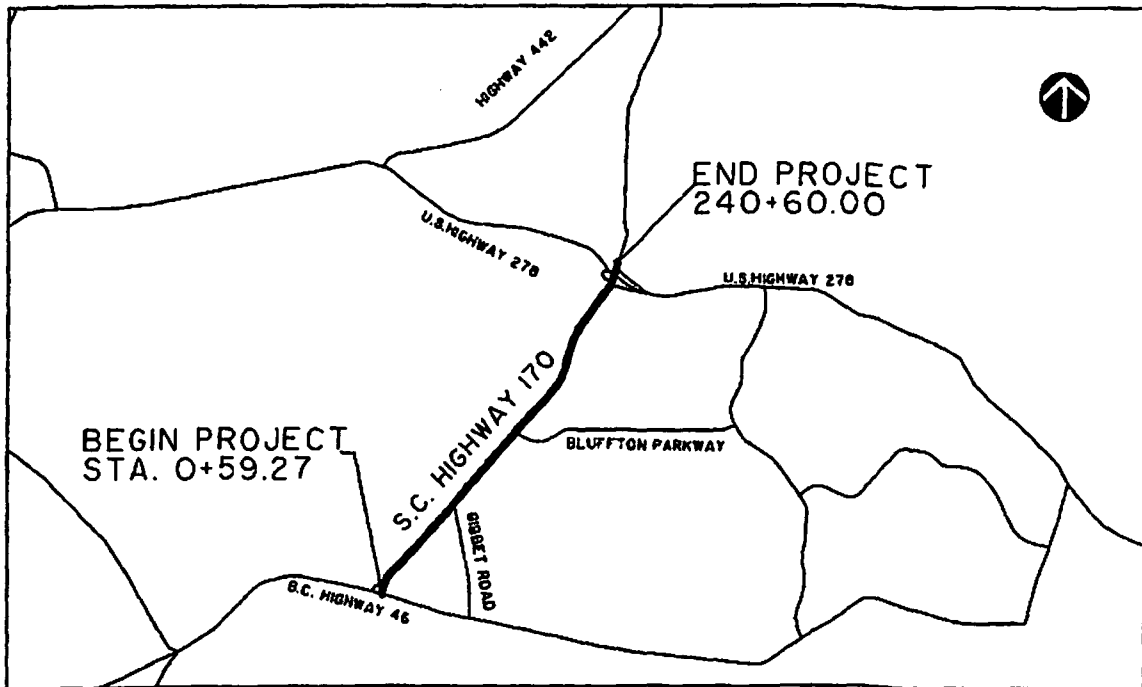 HIGHWAY 442
END PROJECT
240+60.00
U.S.HIGHWAY 278
U.S.HIGHWAY 278
S.C. HIGHWAY 170
BLUFFTON PARKWAY
BEGIN PROJECT
STA. 0+59.27
GIBBET ROAD
S.C. HIGHWAY 46